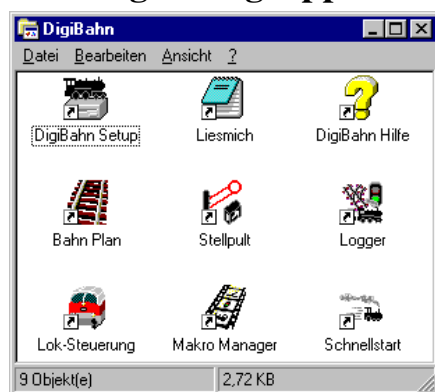 DigiBahn
Datei Bearbeiten Ansicht ?
DigiBahn Setup Liesmich DigiBahn Hilfe
Bahn Plan Stellpult Logger
Lok-Steuerung Makro Manager Schnellstart
9 Objekt(e) 2,72 KB